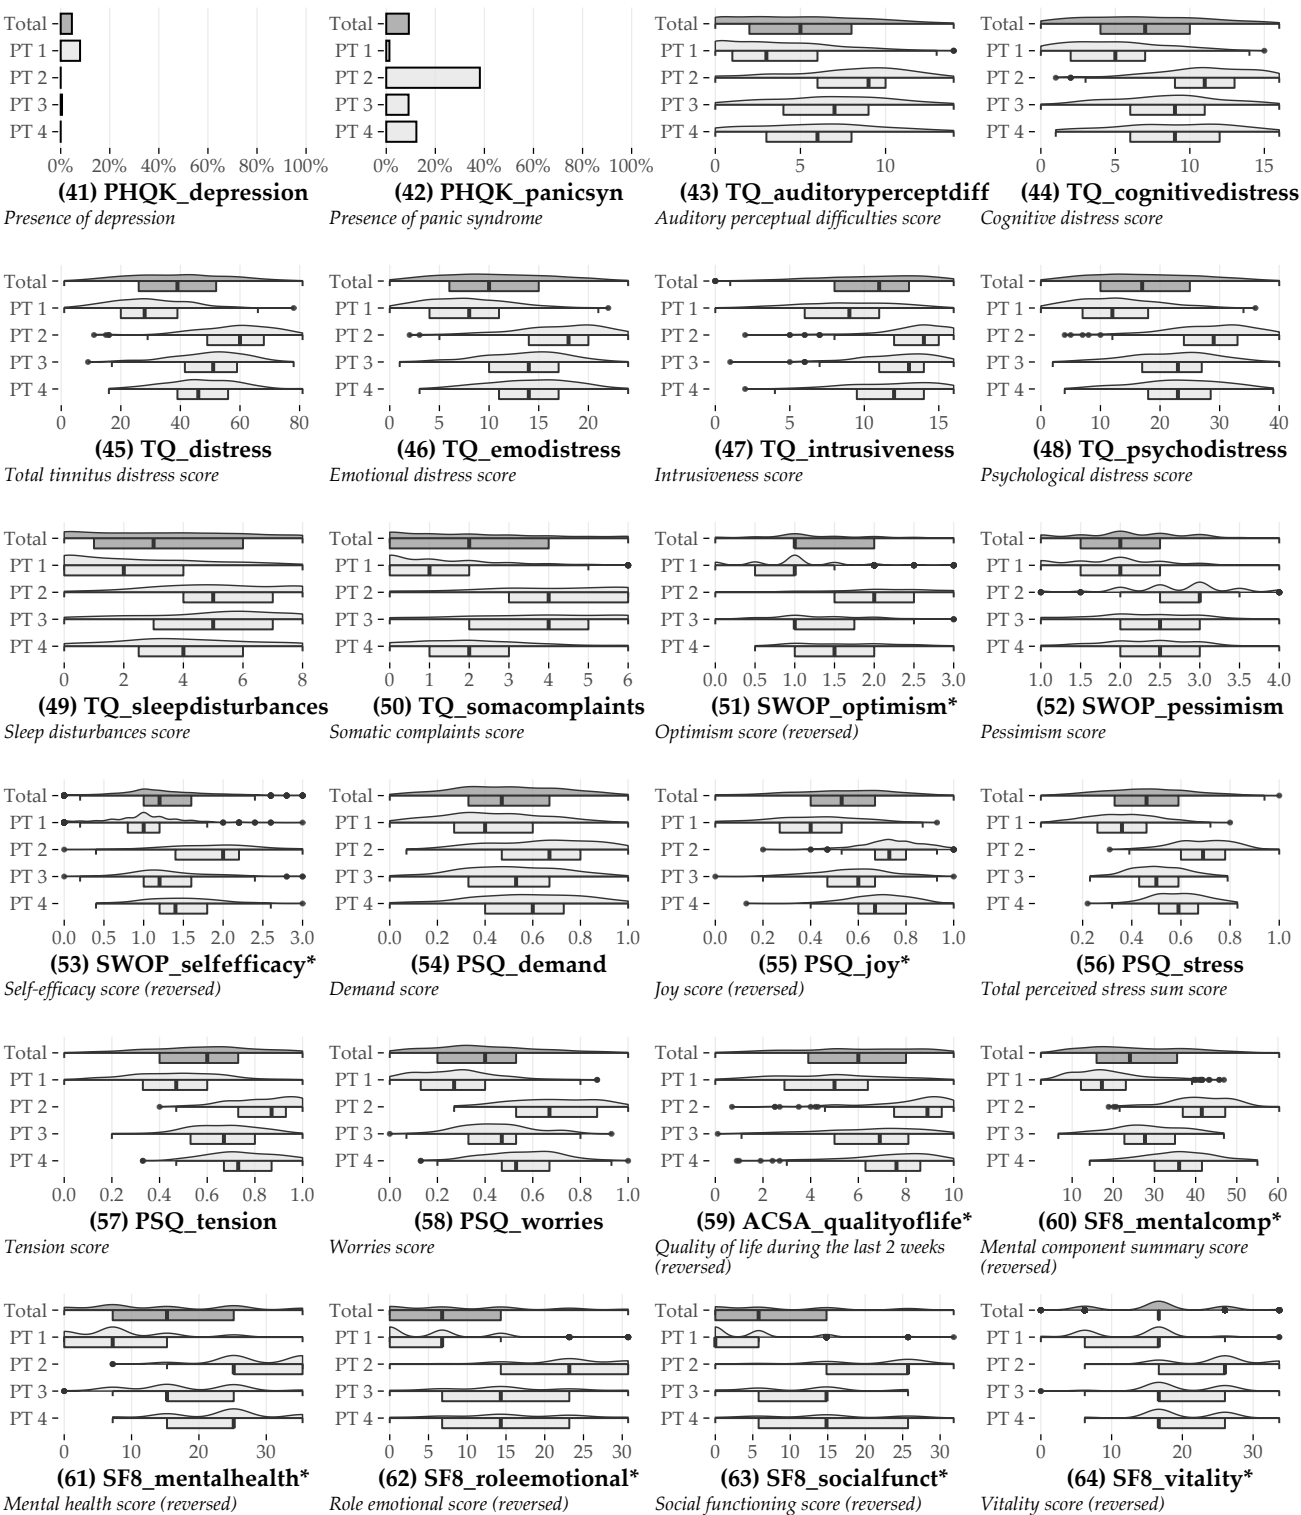 Total
PT 1
PT 2
PT 3
PT 4
0% 20% 40% 60% 80% 100%
(41) PHQK_depression
Presence of depression
Total
PT 1
PT 2
PT 3
PT 4
0% 20% 40% 60% 80% 100%
(42) PHQK_panicsyn
Presence of panic syndrome
Total
PT 1
PT 2
PT 3
PT 4
0 5 10
(43) TQ_auditoryperceptdiff
Auditory perceptual difficulties score
Total
PT 1
PT 2
PT 3
PT 4
0 5 10 15
(44) TQ_cognitivedistress
Cognitive distress score
Total
PT 1
PT 2
PT 3
PT 4
0 20 40 60 80
(45) TQ_distress
Total tinnitus distress score
Total
PT 1
PT 2
PT 3
PT 4
0 5 10 15 20
(46) TQ_emodistress
Emotional distress score
Total
PT 1
PT 2
PT 3
PT 4
0 5 10 15
(47) TQ_intrusiveness
Intrusiveness score
Total
PT 1
PT 2
PT 3
PT 4
0 10 20 30 40
(48) TQ_psychodistress
Psychological distress score
Total
PT 1
PT 2
PT 3
PT 4
0 2 4 6 8
(49) TQ_sleepdisturbances
Sleep disturbances score
Total
PT 1
PT 2
PT 3
PT 4
0 1 2 3 4 5 6
(50) TQ_somacomplaints
Somatic complaints score
Total
PT 1
PT 2
PT 3
PT 4
0.0 0.5 1.0 1.5 2.0 2.5 3.0
(51) SWOP_optimism*
Optimism score (reversed)
Total
PT 1
PT 2
PT 3
PT 4
1.0 1.5 2.0 2.5 3.0 3.5 4.0
(52) SWOP_pessimism
Pessimism score
Total
PT 1
PT 2
PT 3
PT 4
0.0 0.5 1.0 1.5 2.0 2.5 3.0
(53) SWOP_selfefficacy*
Self-efficacy score (reversed)
Total
PT 1
PT 2
PT 3
PT 4
0.0 0.2 0.4 0.6 0.8 1.0
(54) PSQ_demand
Demand score
Total
PT 1
PT 2
PT 3
PT 4
0.0 0.2 0.4 0.6 0.8 1.0
(55) PSQ_joy*
Joy score (reversed)
Total
PT 1
PT 2
PT 3
PT 4
0.2 0.4 0.6 0.8 1.0
(56) PSQ_stress
Total perceived stress sum score
Total
PT 1
PT 2
PT 3
PT 4
0.0 0.2 0.4 0.6 0.8 1.0
(57) PSQ_tension
Tension score
Total
PT 1
PT 2
PT 3
PT 4
0.0 0.2 0.4 0.6 0.8 1.0
(58) PSQ_worries
Worries score
Total
PT 1
PT 2
PT 3
PT 4
0 2 4 6 8 10
(59) ACSA_qualityoflife*
Quality of life during the last 2 weeks
(reversed)
Total
PT 1
PT 2
PT 3
PT 4
10 20 30 40 50 60
(60) SF8_mentalcomp*
Mental component summary score
(reversed)
Total
PT 1
PT 2
PT 3
PT 4
0 10 20 30
(61) SF8_mentalhealth*
Mental health score (reversed)
Total
PT 1
PT 2
PT 3
PT 4
0 5 10 15 20 25 30
(62) SF8_roleemotional*
Role emotional score (reversed)
Total
PT 1
PT 2
PT 3
PT 4
0 5 10 15 20 25 30
(63) SF8_socialfunct*
Social functioning score (reversed)
Total
PT 1
PT 2
PT 3
PT 4
0 10 20 30
(64) SF8_vitality*
Vitality score (reversed)